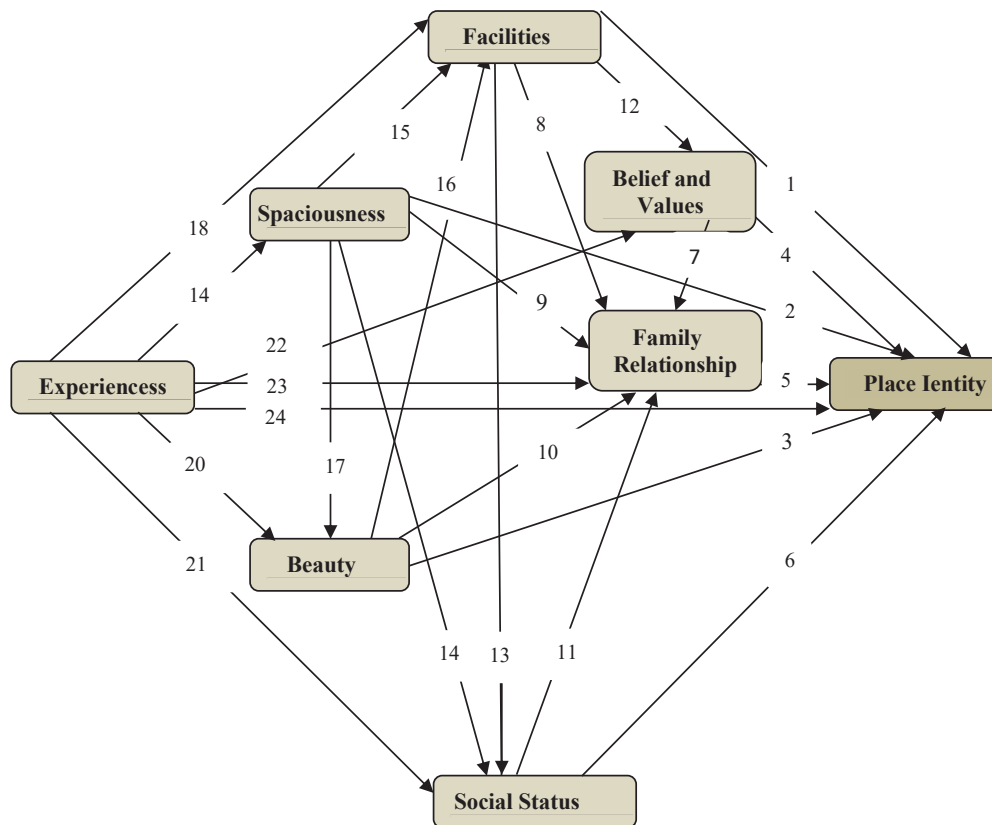 Facilities
12
8
15
16
Belief and
Values
1
Spaciousness
18
4
7
14
9
2
22
Family
Relationship
Experiencess
23
5
Place Ientity
24
20
17
10
3
21
Beauty
6
14
13
11
Social Status